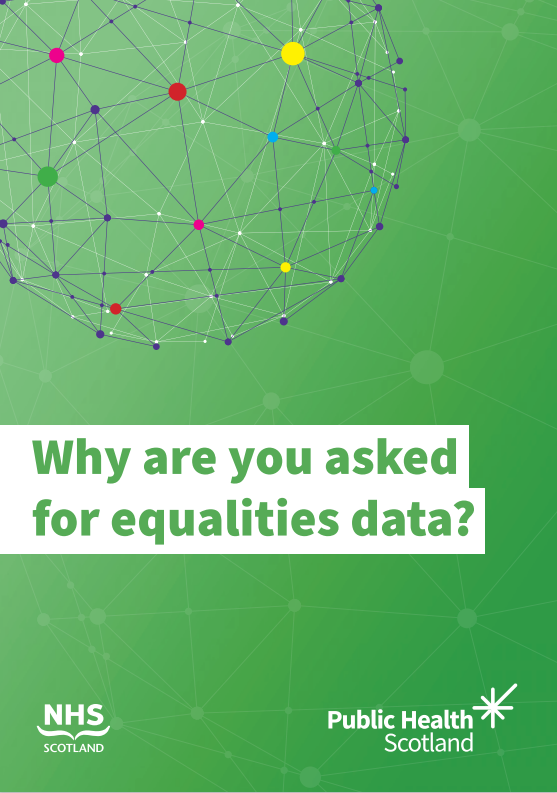 Why are you asked
for equalities data?
NHS
SCOTLAND
Public Health
Scotland